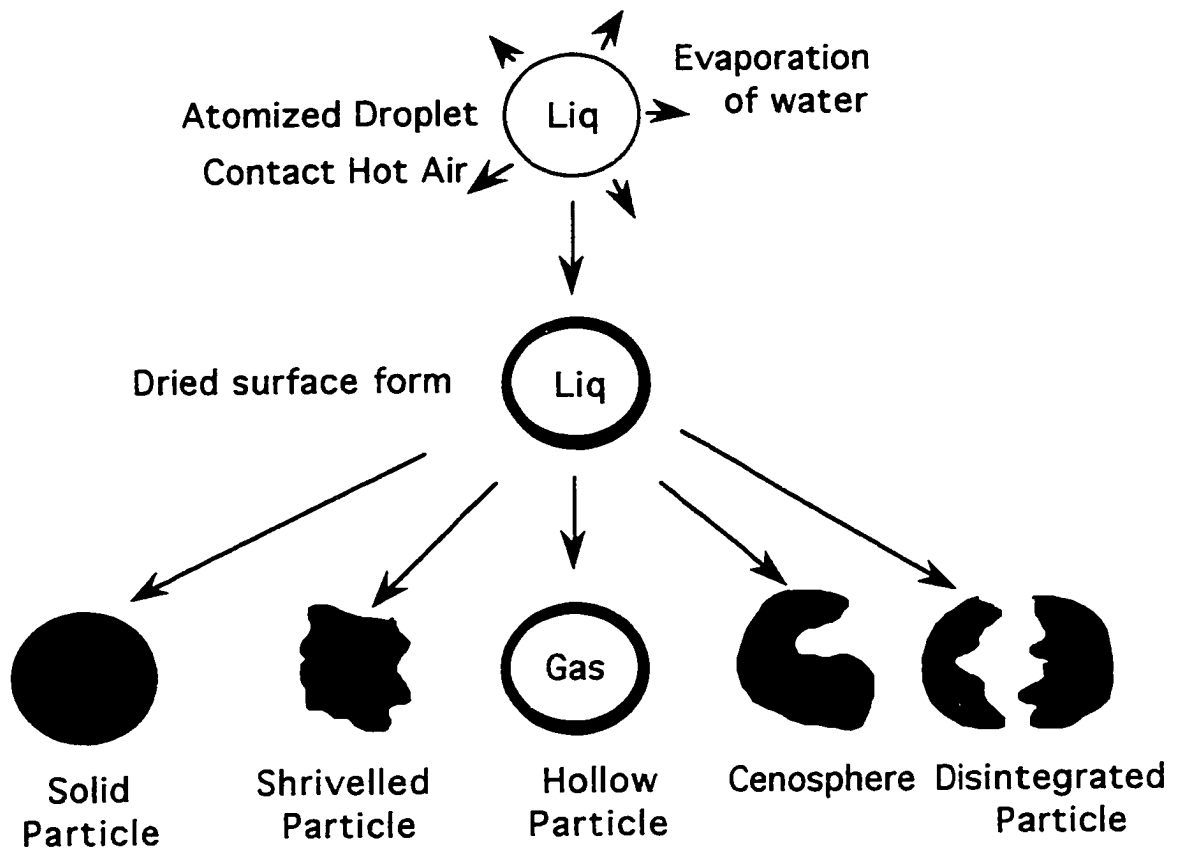 Liq
Evaporation
of water
Atomized Droplet
Contact Hot Air
Dried surface form
Liq
Gas
Solid
Particle
Shrivelled
Particle
Hollow
Particle
Cenosphere
Disintegrated
Particle